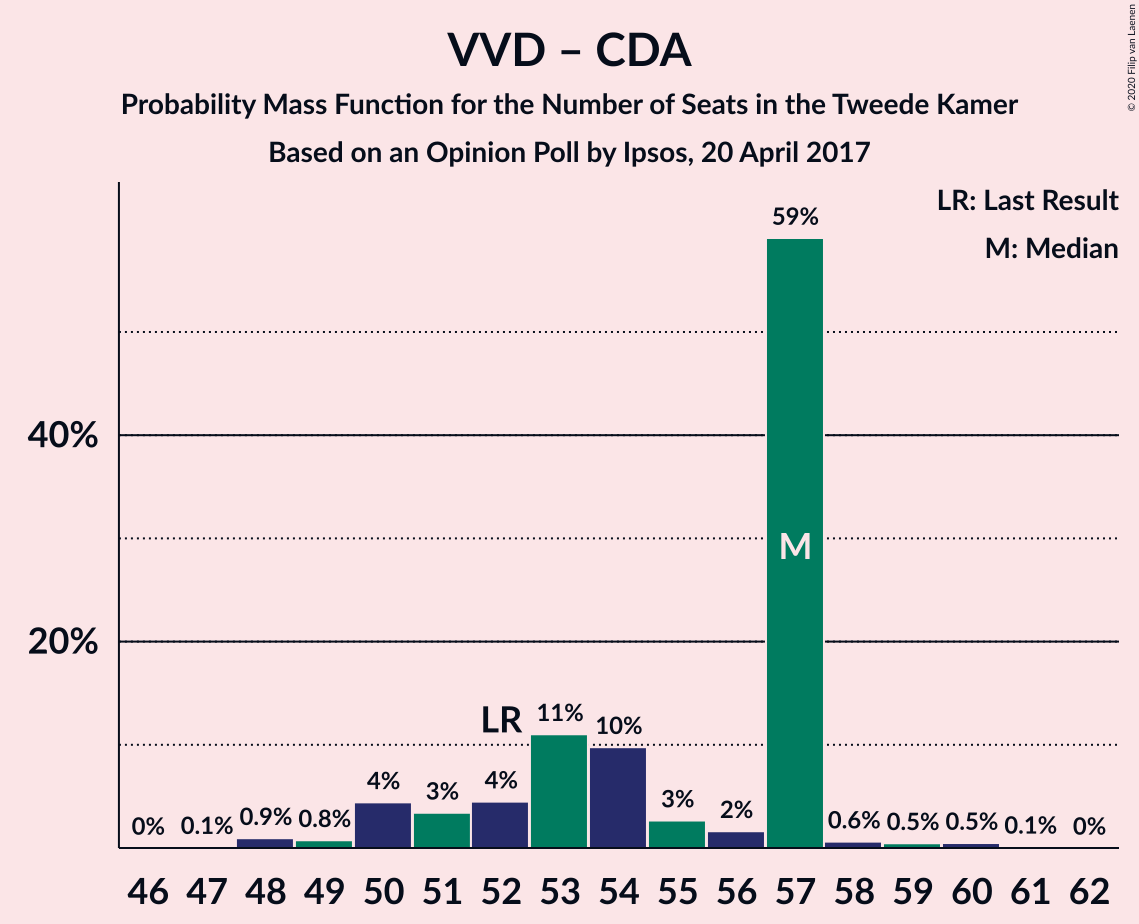 VVD – CDA
Probability Mass Function for the Number of Seats in the Tweede Kamer
Based on an Opinion Poll by Ipsos, 20 April 2017
© 2020 Filip van Laenen
LR: Last Result
M: Median
59%
40%
M
20%
LR 11% 10%
0% 0.1% 0.9% 0.8% 4% 3% 4% 3% 2% 0.6% 0.5% 0.5% 0.1% 0%
46 47 48 49 50 51 52 53 54 55 56 57 58 59 60 61 62